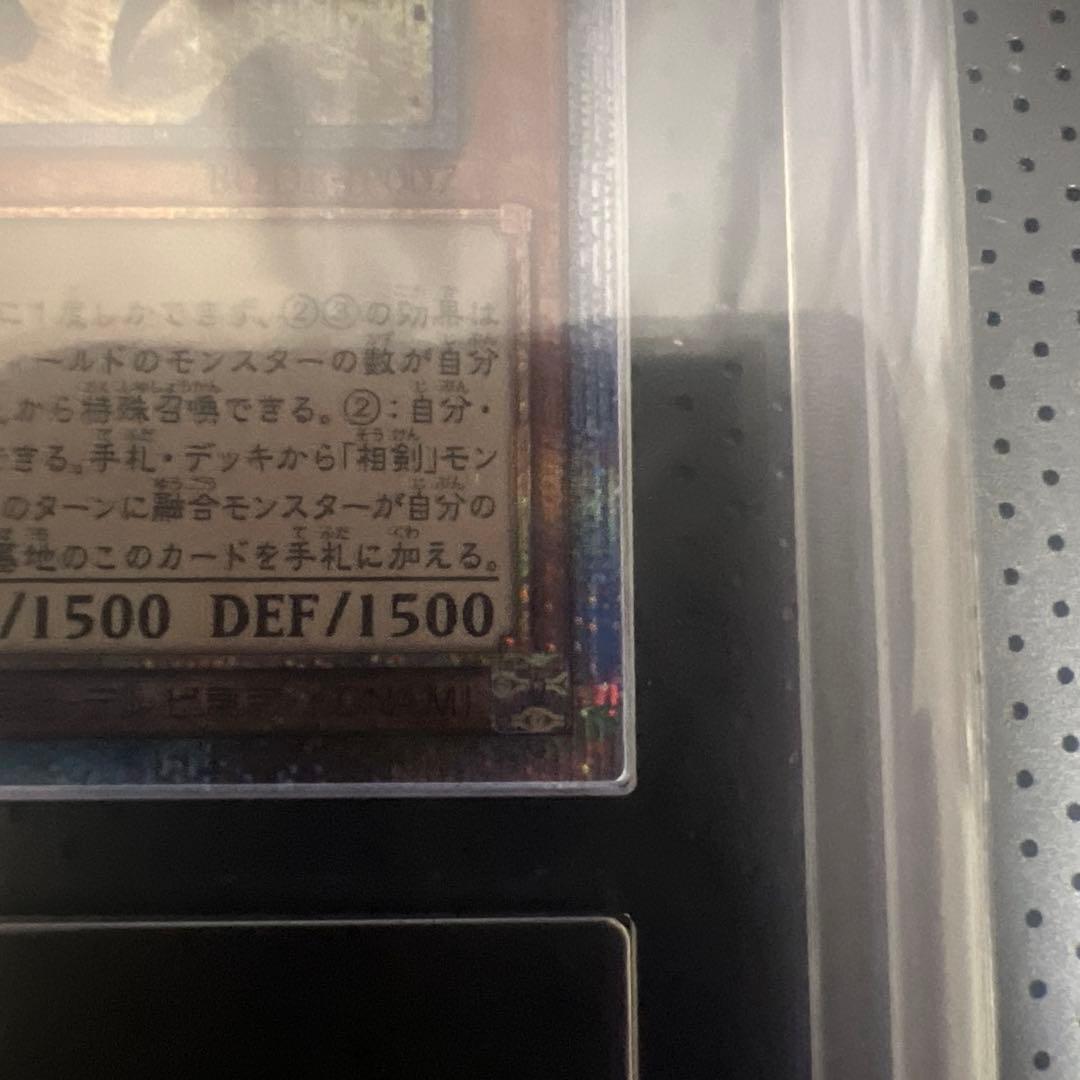 に1度しかできず、②③の効果は
ールドのモンスターの数が自分
から特殊召喚できる。②：自分・
できる。手札・デッキから「相剣」モン
のターンに融合モンスターが自分の
墓地のこのカードを手札に加える。
/1500 DEF/1500
KONAMI